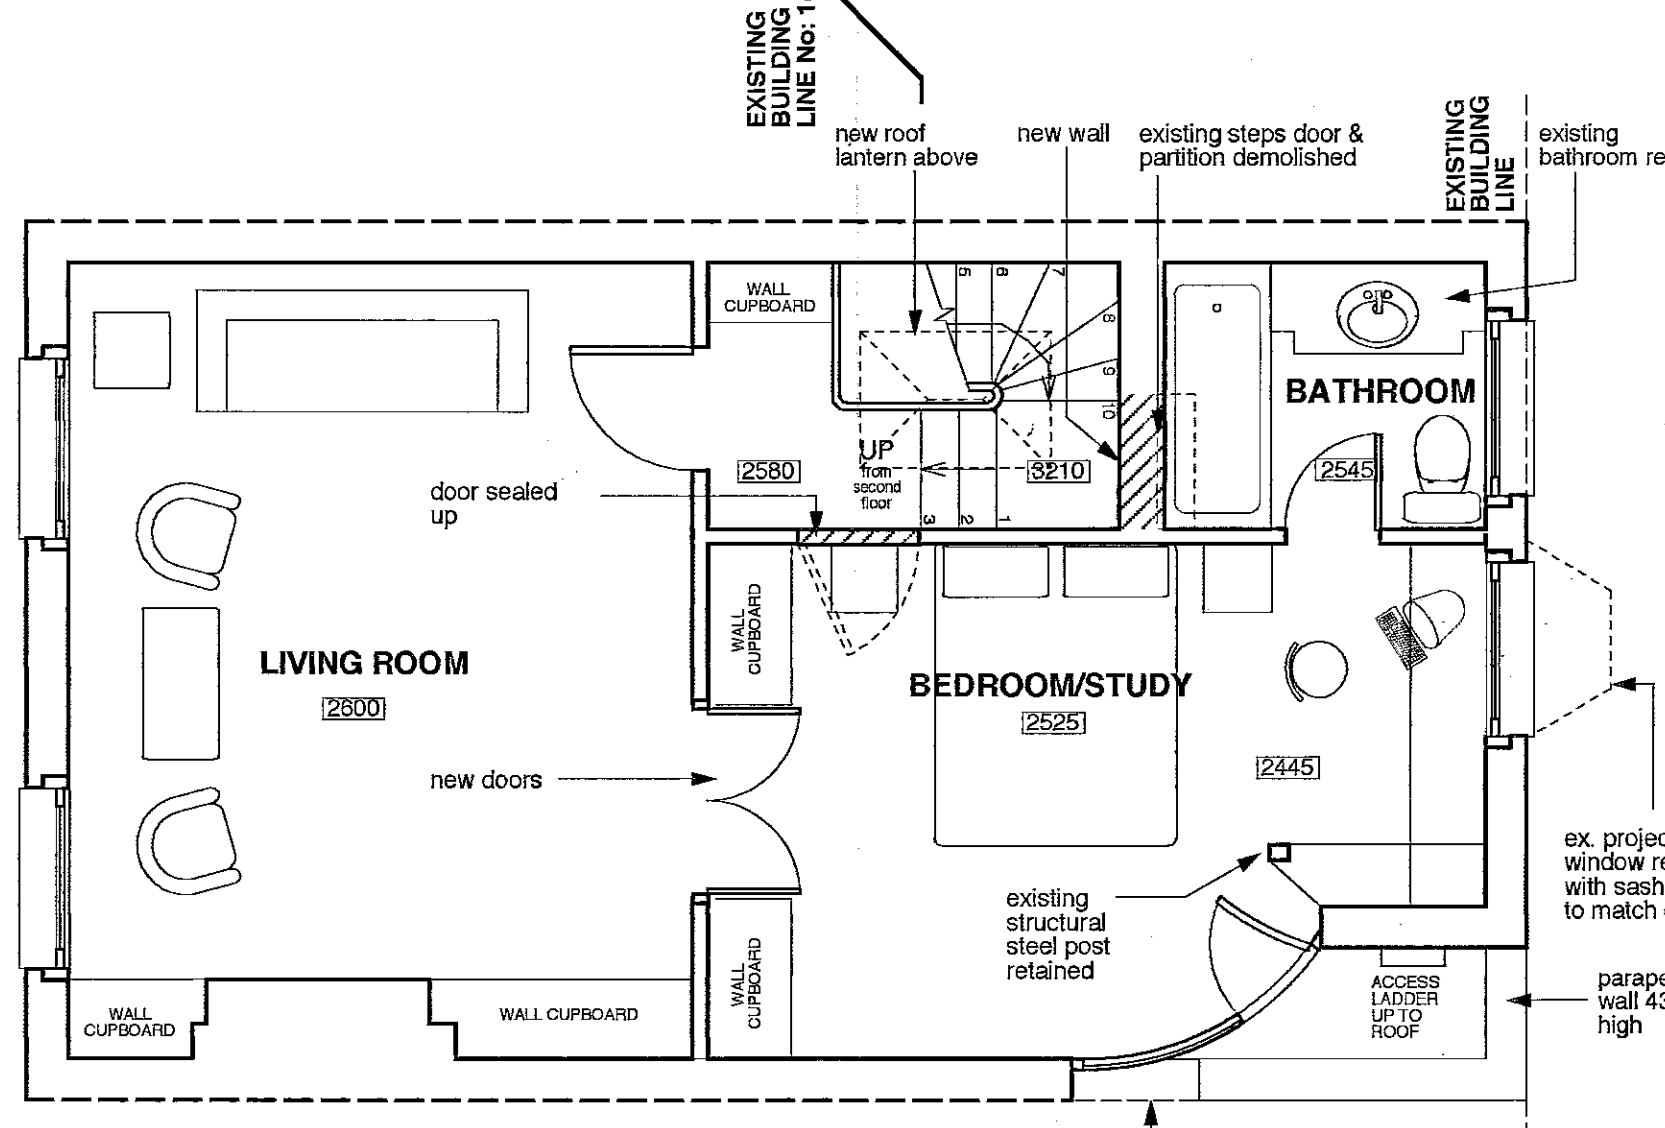 EXISTING
BUILDING
LINE No: 1
new roof
lantern above
new wall
existing steps door &
partition demolished
EXISTING
BUILDING
LINE
existing
bathroom re
WALL
CUPBOARD
5
6
7
8
9
10
BATHROOM
UP
from
second
floor
2580
3210
2545
3
2
1
door sealed
up
WALL
CUPBOARD
LIVING ROOM
2600
BEDROOM/STUDY
2525
2445
new doors
existing
structural
steel post
retained
ex. projec
window re
with sash
to match
WALL
CUPBOARD
WALL
CUPBOARD
WALL CUPBOARD
ACCESS
LADDER
UP TO
ROOF
parape
wall 43
high